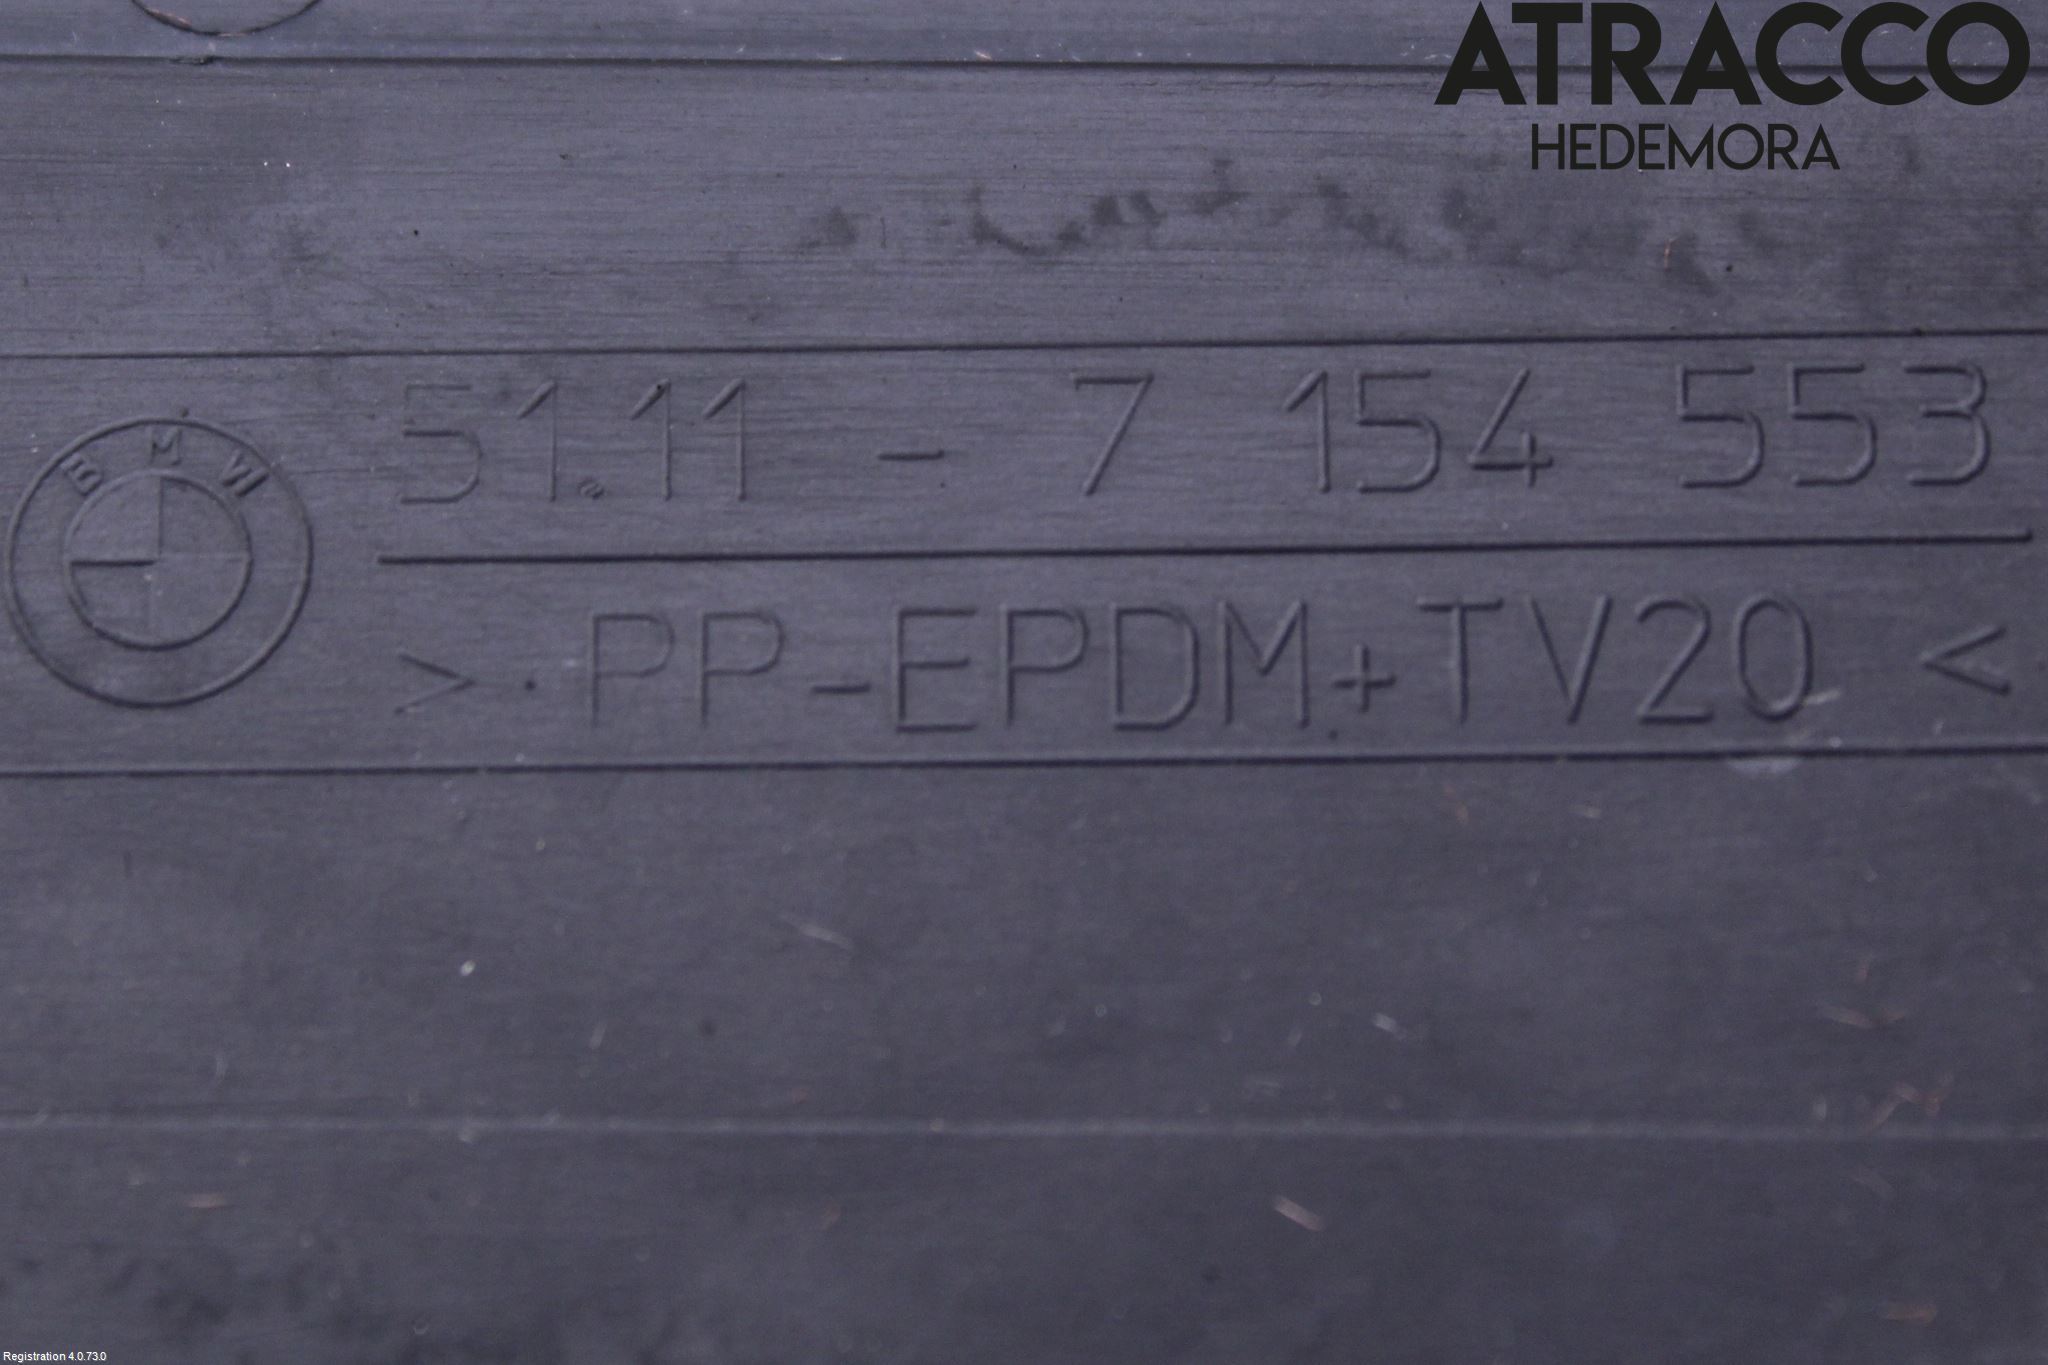 ATRACCO
HEDEMORA
BMW
51.11 - 7 154 553
>·PP-EPDM+TV20<
Registration 4.0.73.0